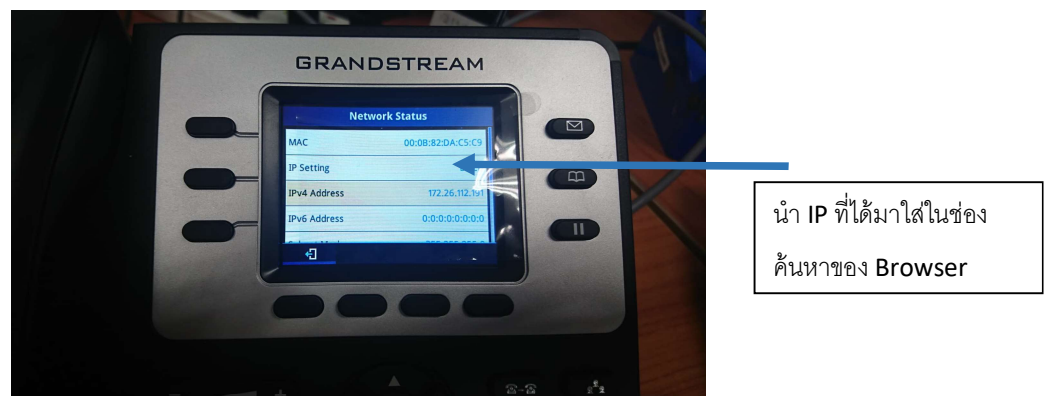 GRANDSTREAM
Network Status
MAC 00:0B:82:DA:C5:C9
IP Setting
IPv4 Address 172.26.112.191
IPv6 Address 0:0:0:0:0:0:0:0
นำ IP ที่ได้มาใส่ในช่อง
ค้นหาของ Browser